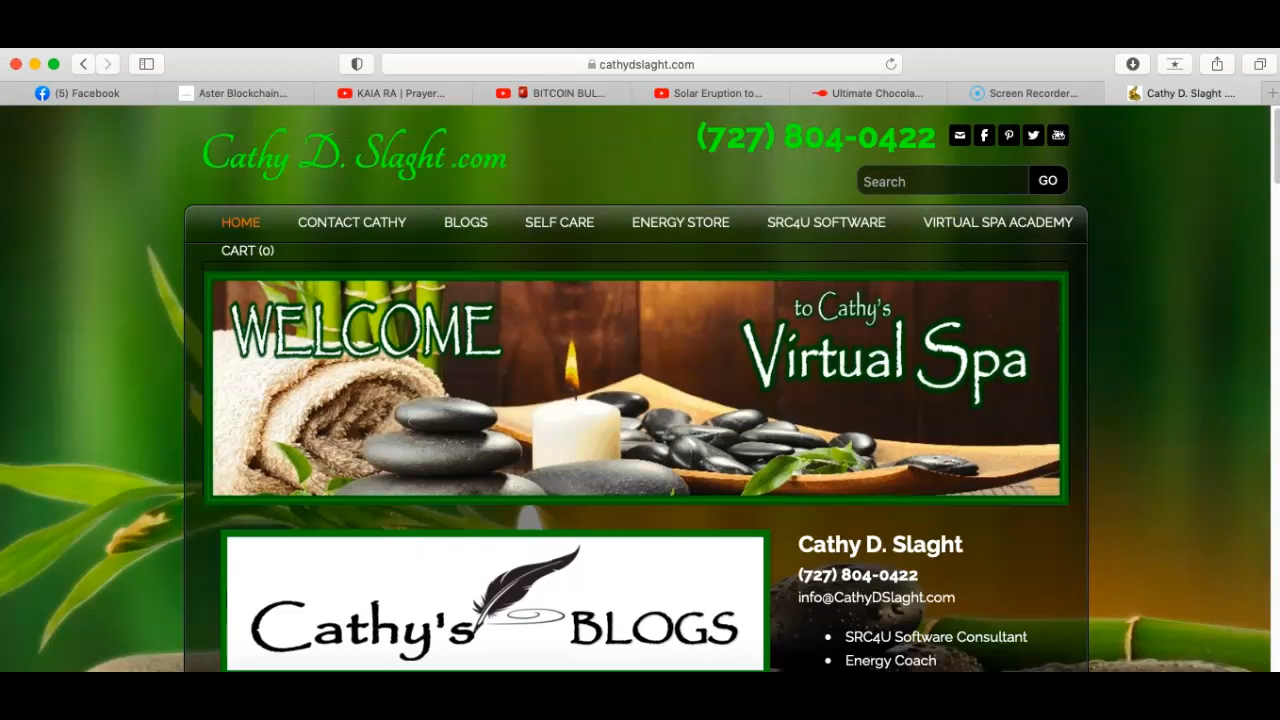 cathydslaght.com
(5) Facebook
Aster Blockchain...
KAIA RA | Prayer...
BITCOIN BUL...
Solar Eruption to...
Ultimate Chocola...
Screen Recorder...
Cathy D. Slaght ....
Cathy D. Slaght .com
(727) 804-0422
Search
GO
HOME CONTACT CATHY BLOGS SELF CARE ENERGY STORE SRC4U SOFTWARE VIRTUAL SPA ACADEMY
CART (0)
WELCOME
to Cathy's
Virtual Spa
Cathy's BLOGS
Cathy D. Slaght
(727) 804-0422
info@CathyDSlaght.com
SRC4U Software Consultant
Energy Coach